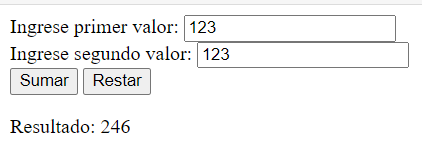 Ingrese primer valor: 123
Ingrese segundo valor: 123
Sumar Restar
Resultado: 246